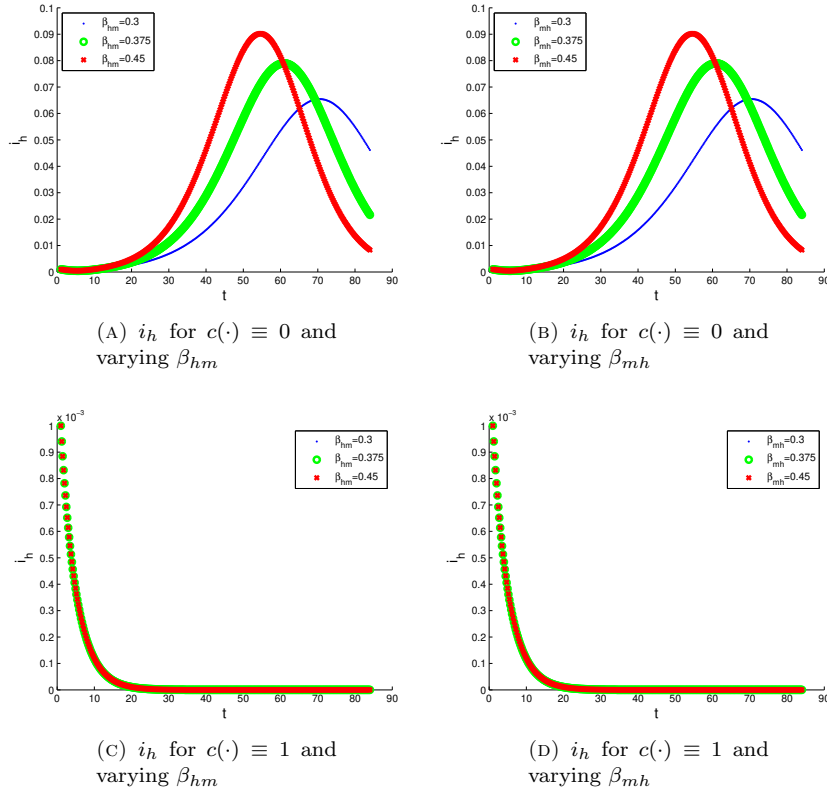 0.1
0.09
0.08
0.07
0.06
0.05
0.04
0.03
0.02
0.01
0
i_h
0 10 20 30 40 50 60 70 80 90
t
β_hm=0.3
β_hm=0.375
β_hm=0.45
(A) i_h for c(·) ≡ 0 and
varying β_hm
0.1
0.09
0.08
0.07
0.06
0.05
0.04
0.03
0.02
0.01
0
i_h
0 10 20 30 40 50 60 70 80 90
t
β_mh=0.3
β_mh=0.375
β_mh=0.45
(B) i_h for c(·) ≡ 0 and
varying β_mh
x 10^-3
1
0.9
0.8
0.7
0.6
0.5
0.4
0.3
0.2
0.1
0
i_h
0 10 20 30 40 50 60 70 80 90
t
β_hm=0.3
β_hm=0.375
β_hm=0.45
(C) i_h for c(·) ≡ 1 and
varying β_hm
x 10^-3
1
0.9
0.8
0.7
0.6
0.5
0.4
0.3
0.2
0.1
0
i_h
0 10 20 30 40 50 60 70 80 90
t
β_mh=0.3
β_mh=0.375
β_mh=0.45
(D) i_h for c(·) ≡ 1 and
varying β_mh